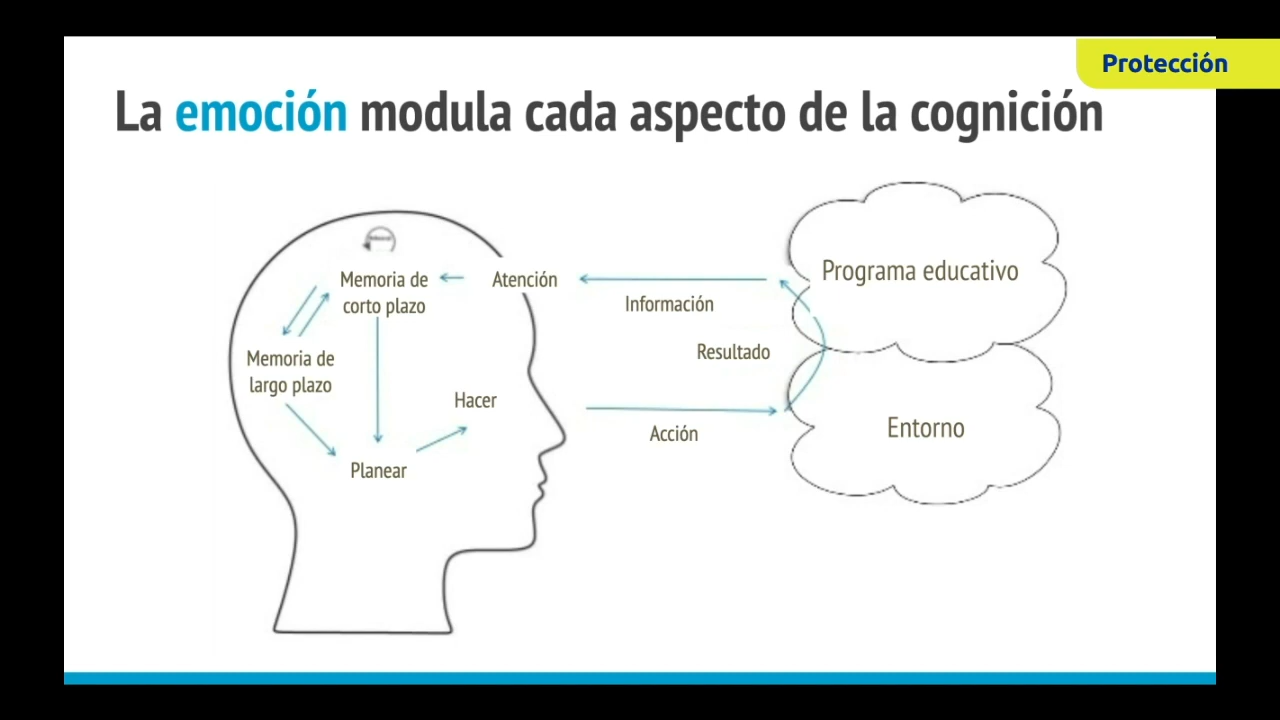 Protección
La emoción modula cada aspecto de la cognición
Programa educativo
Memoria de
corto plazo
Atención
Información
Resultado
Memoria de
largo plazo
Hacer
Acción
Entorno
Planear